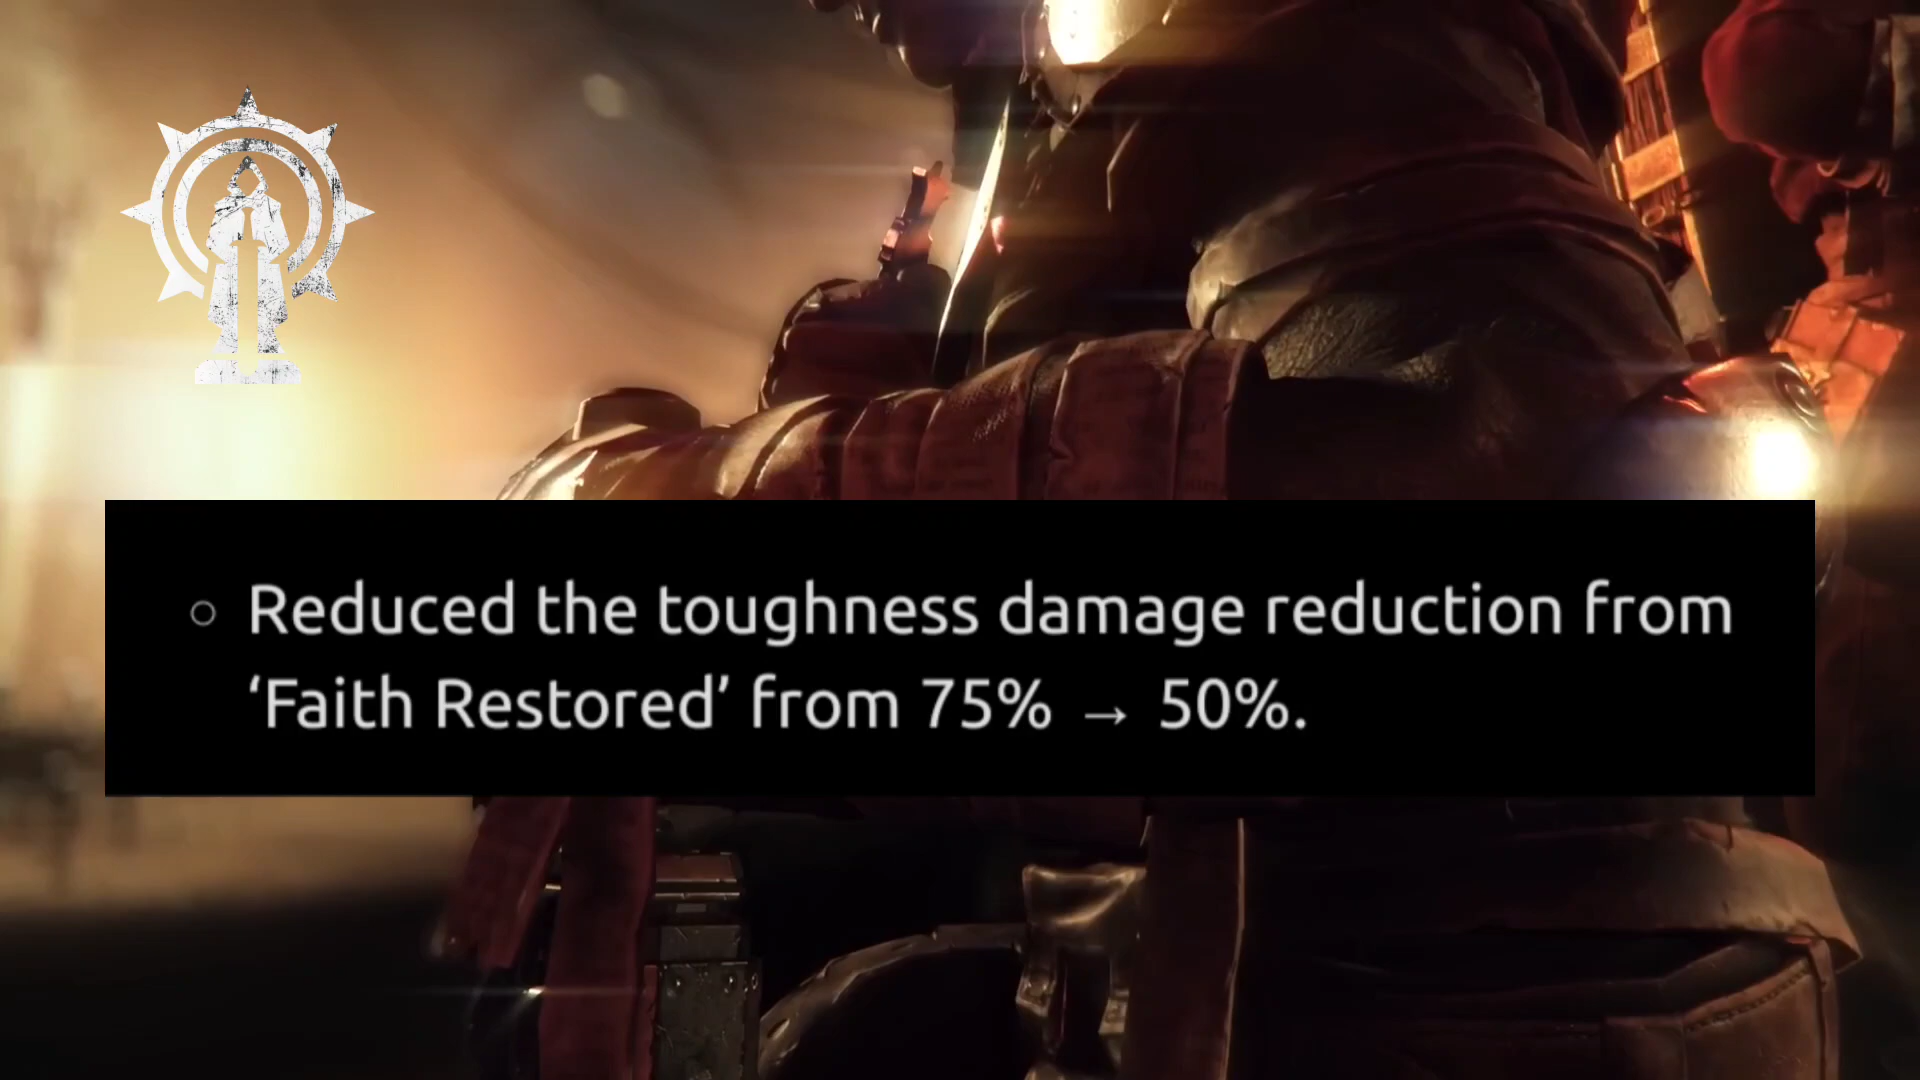 ○ Reduced the toughness damage reduction from
‘Faith Restored’ from 75% → 50%.